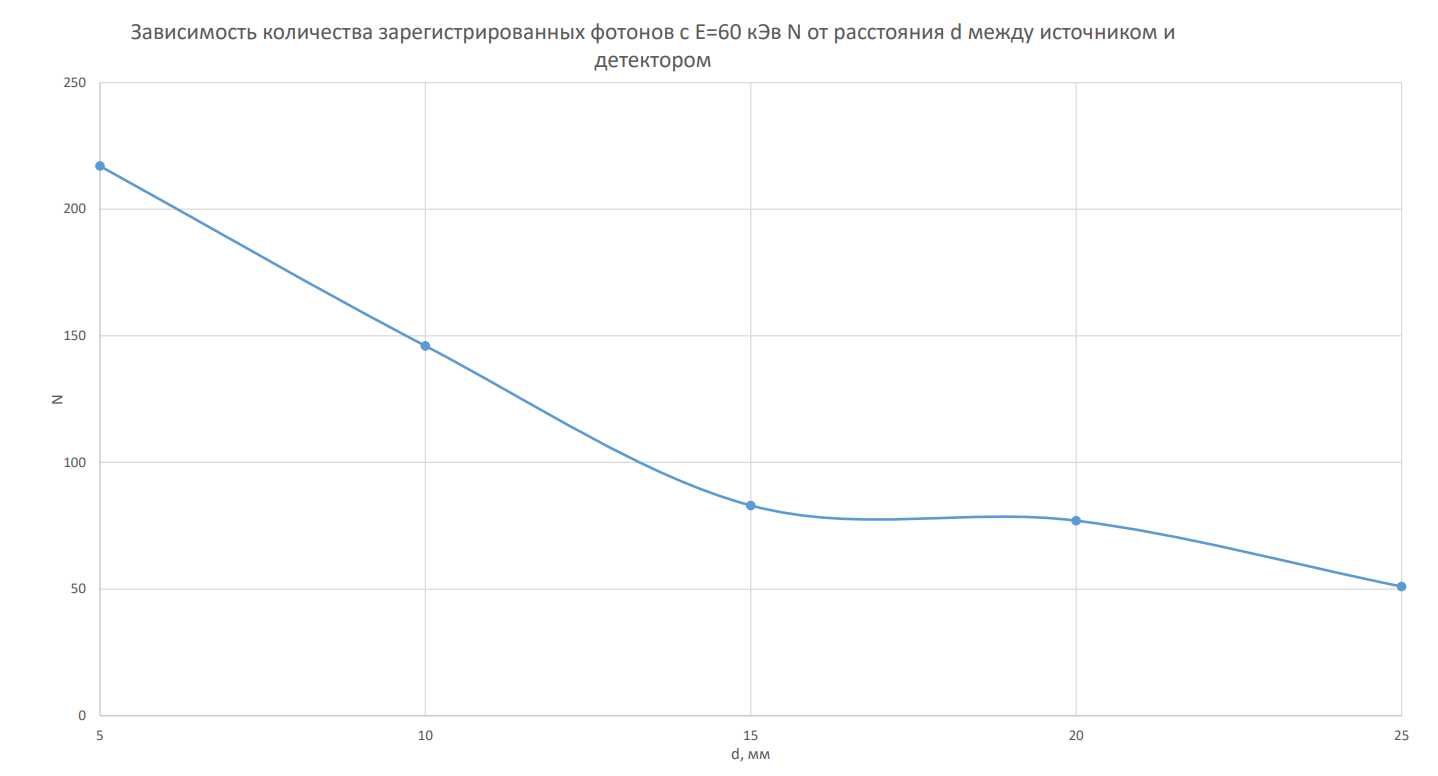 Зависимость количества зарегистрированных фотонов с E=60 кЭв N от расстояния d между источником и
детектором
250
200
150
100
50
0
N
5 10 15 20 25
d, мм